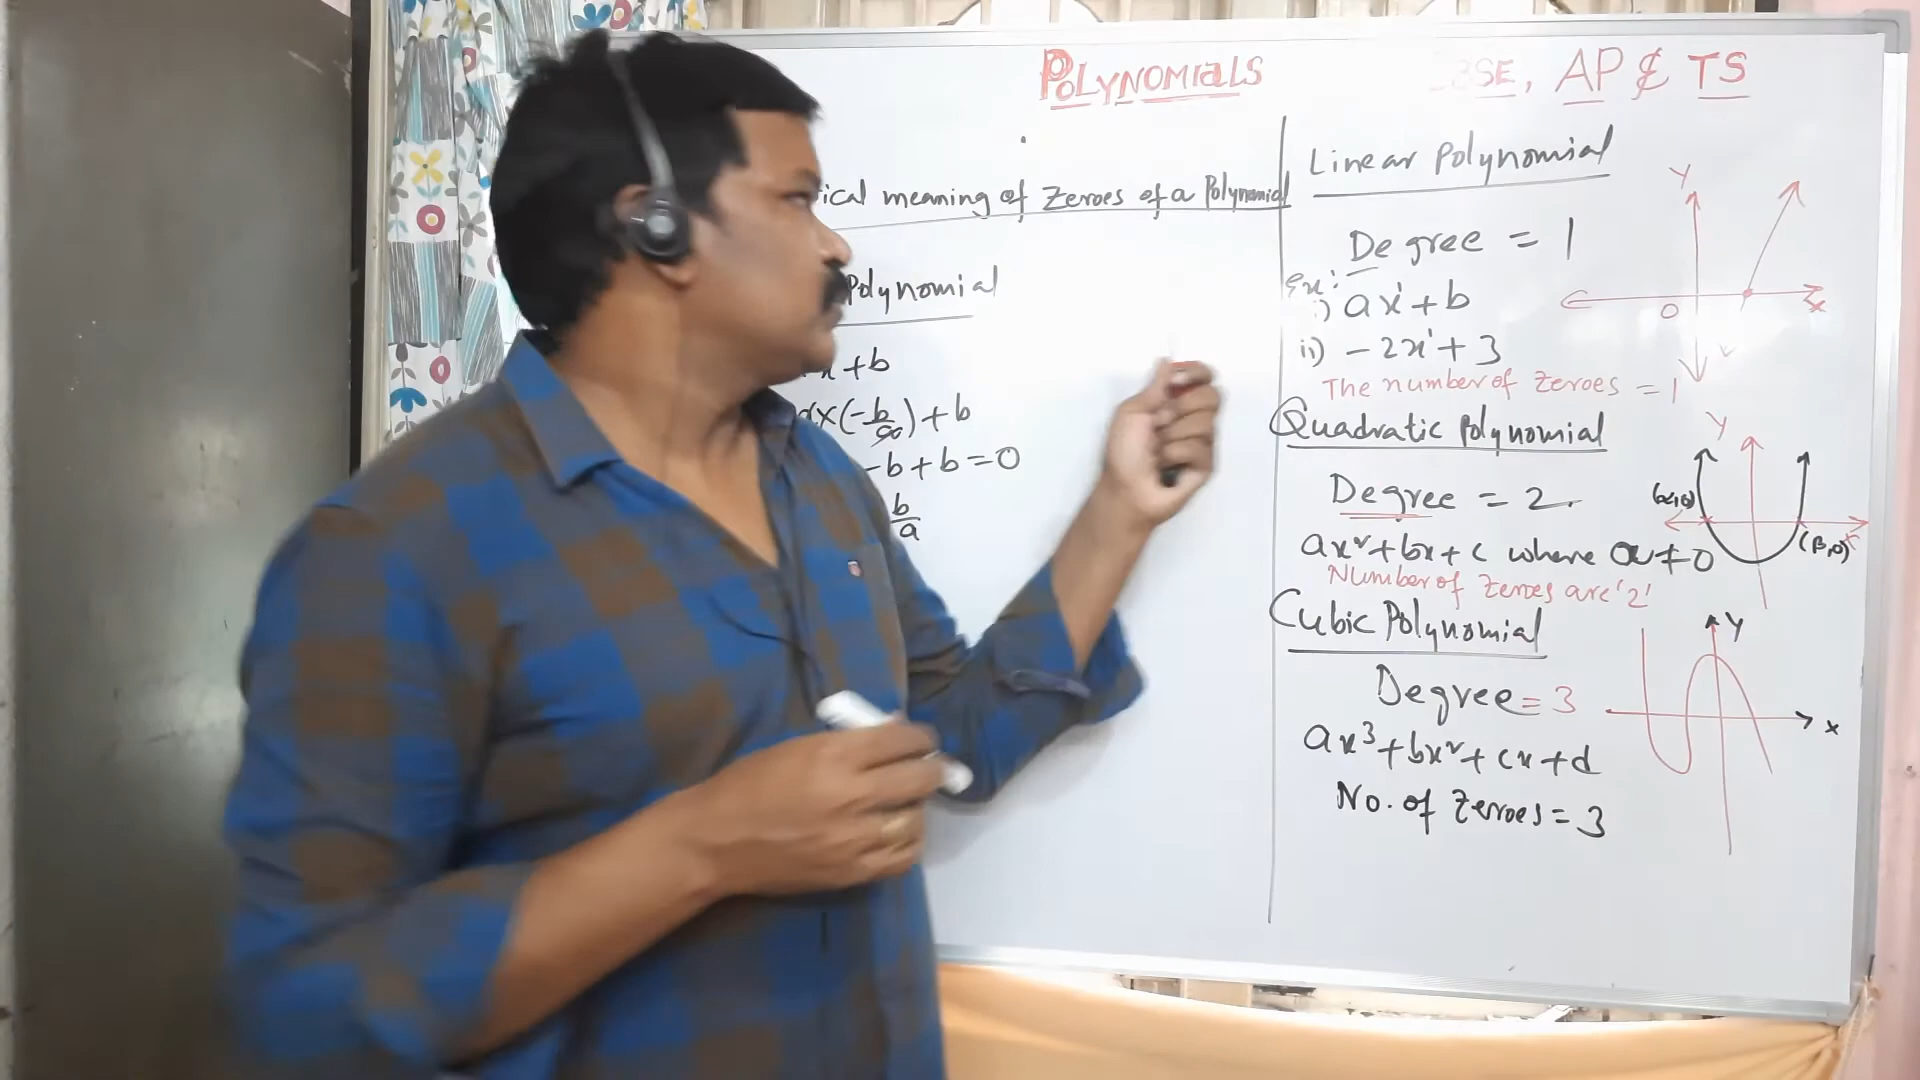 POLYNOMIALS
BSE, AP & TS
ical meaning of Zeroes of a Polynomial
Polynomial
x + b
ax(-b/a) + b
-b + b = 0
b/a
Linear Polynomial
Degree = 1
Ex:
i) ax¹ + b
ii) -2x¹ + 3
The number of zeroes = 1
Y
X
O
Quadratic Polynomial
Degree = 2
ax² + bx + c where a ≠ 0
Number of Zeroes are '2'
Y
(α,0)
(β,0)
X
Cubic Polynomial
Degree = 3
ax³ + bx² + cx + d
No. of Zeroes = 3
Y
x